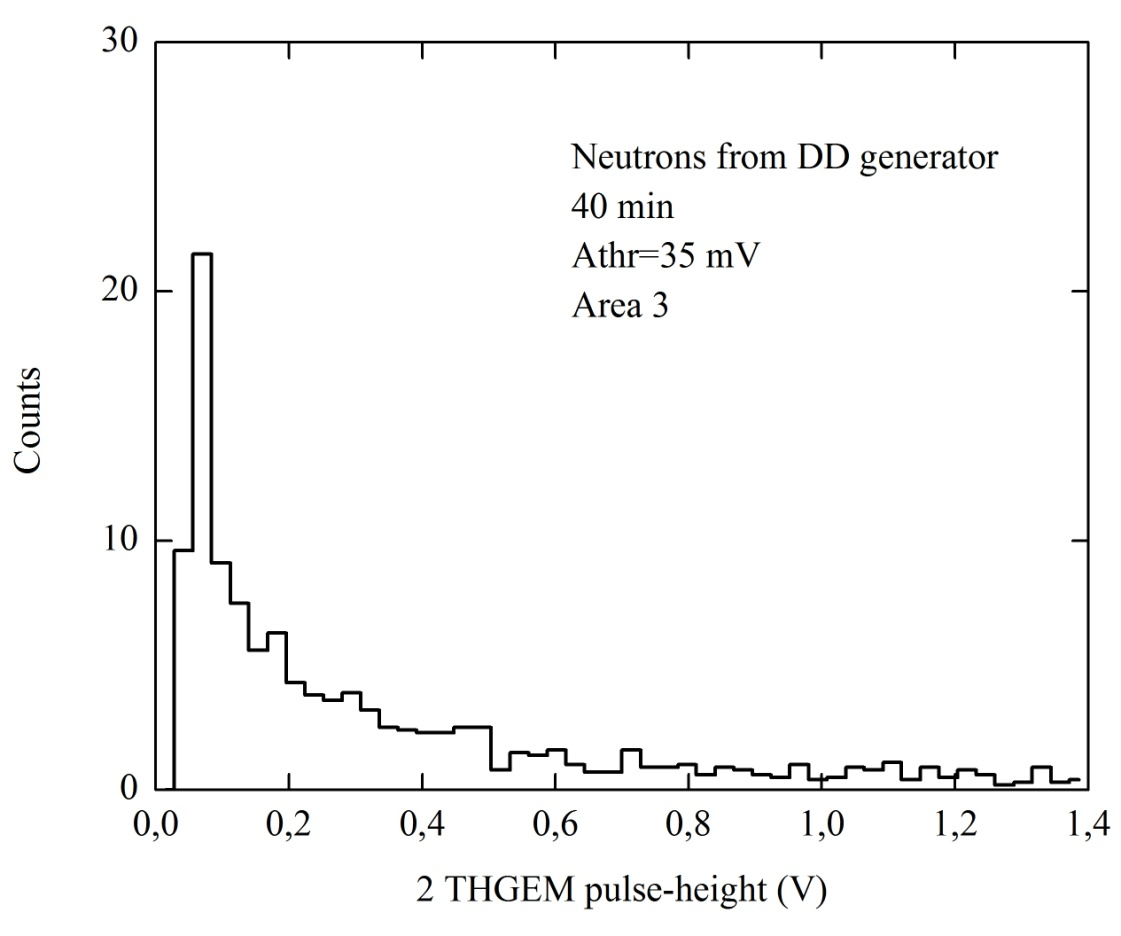 30
20
10
0
Counts
Neutrons from DD generator
40 min
Athr=35 mV
Area 3
0,0 0,2 0,4 0,6 0,8 1,0 1,2 1,4
2 THGEM pulse-height (V)